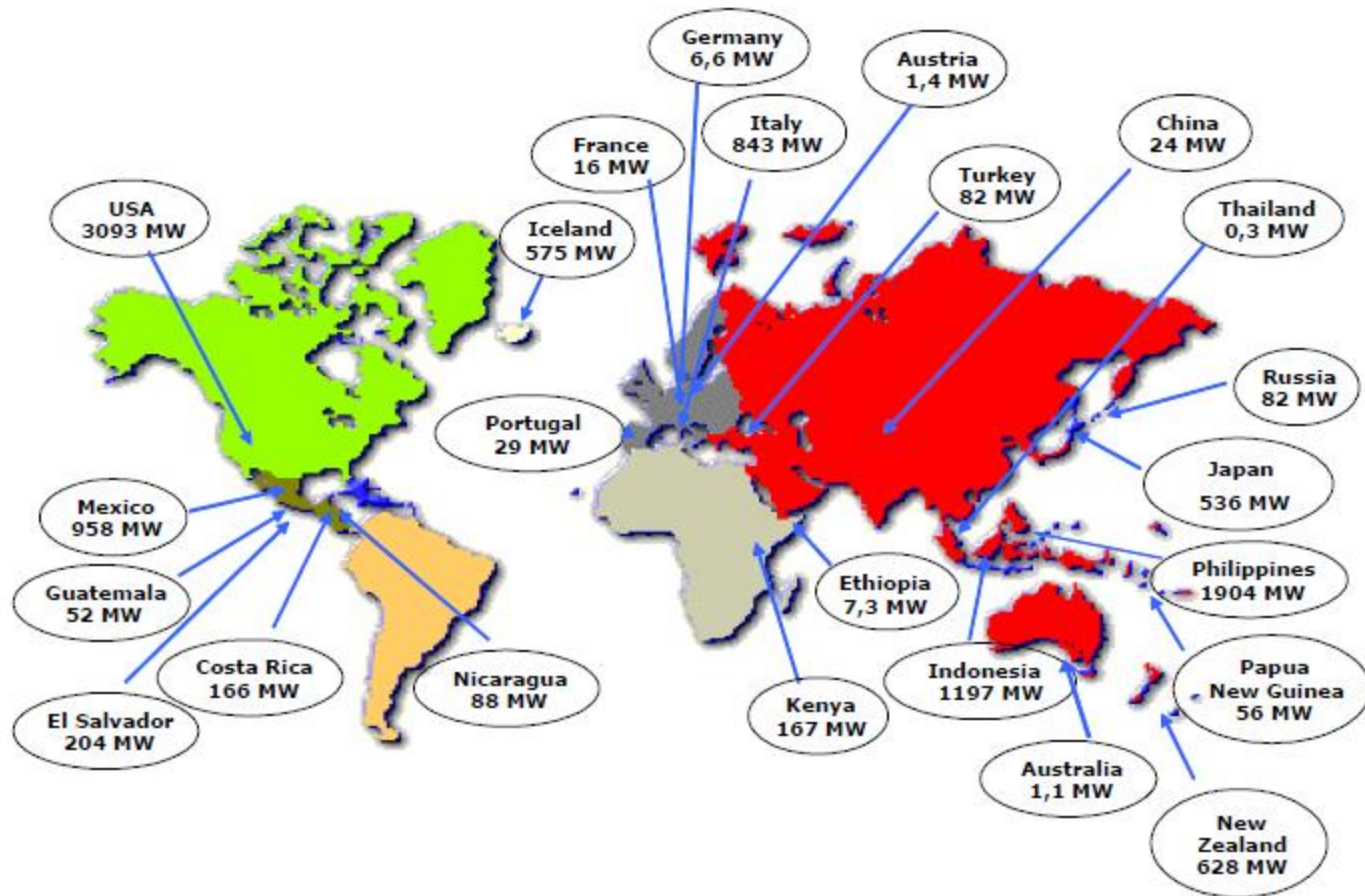 Germany
6,6 MW
Austria
1,4 MW
Italy
843 MW
China
24 MW
France
16 MW
Turkey
82 MW
USA
3093 MW
Iceland
575 MW
Thailand
0,3 MW
Russia
82 MW
Portugal
29 MW
Japan
536 MW
Mexico
958 MW
Guatemala
52 MW
Ethiopia
7,3 MW
Philippines
1904 MW
Costa Rica
166 MW
Nicaragua
88 MW
Indonesia
1197 MW
Papua
New Guinea
56 MW
El Salvador
204 MW
Kenya
167 MW
Australia
1,1 MW
New
Zealand
628 MW